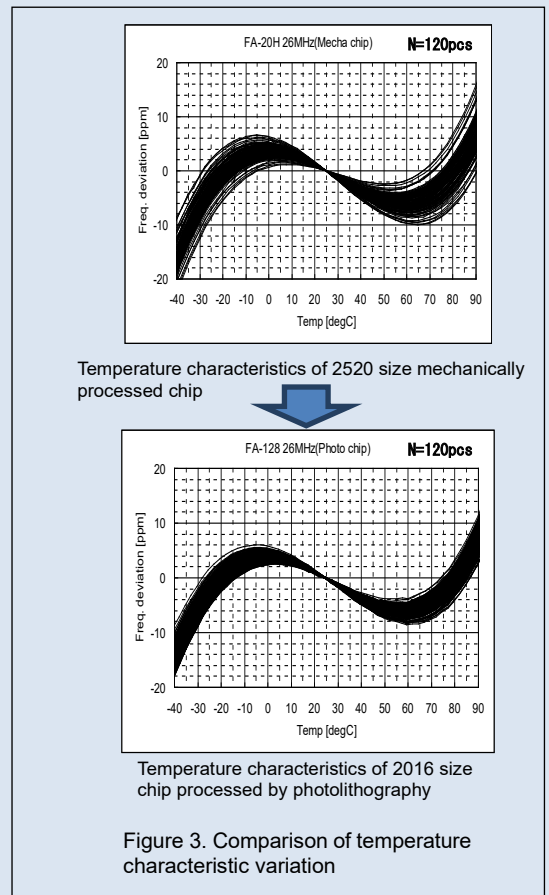 FA-20H 26MHz(Mecha chip) N=120pcs
20
10
0
-10
-20
Freq. deviation [ppm]
-40 -30 -20 -10 0 10 20 30 40 50 60 70 80 90
Temp [degC]
Temperature characteristics of 2520 size mechanically
processed chip
FA-128 26MHz(Photo chip) N=120pcs
20
10
0
-10
-20
Freq. deviation [ppm]
-40 -30 -20 -10 0 10 20 30 40 50 60 70 80 90
Temp [degC]
Temperature characteristics of 2016 size
chip processed by photolithography
Figure 3. Comparison of temperature
characteristic variation